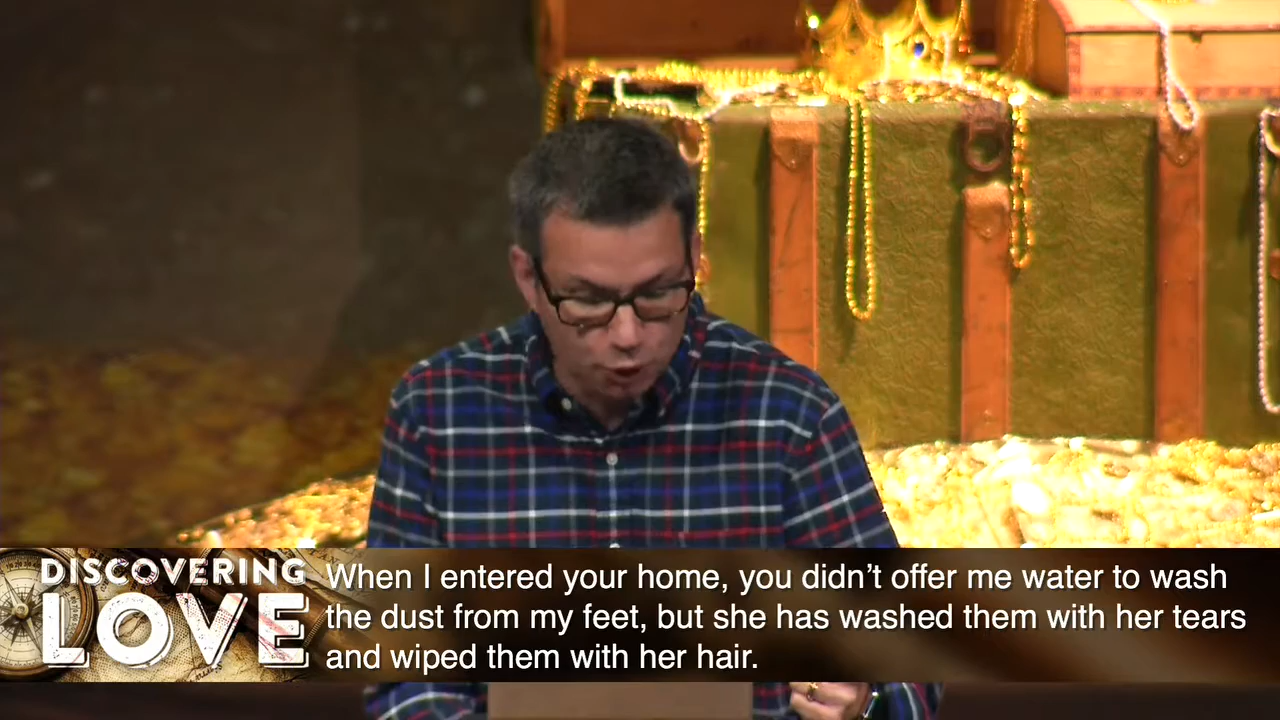 DISCOVERING
LOVE
When I entered your home, you didn't offer me water to wash
the dust from my feet, but she has washed them with her tears
and wiped them with her hair.